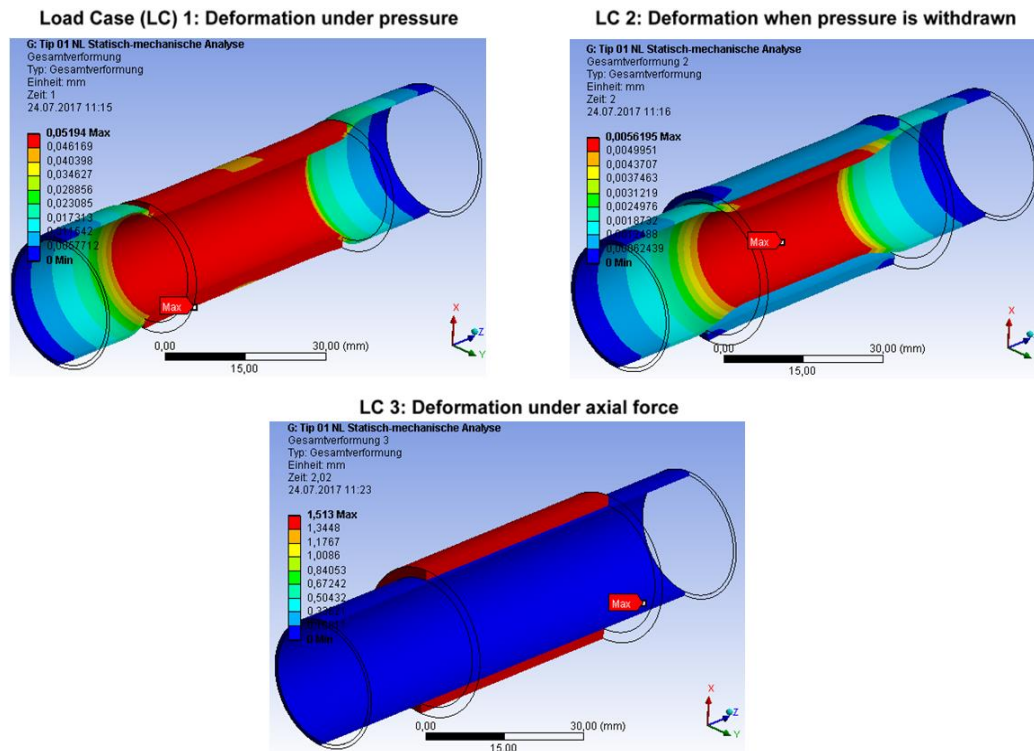 Load Case (LC) 1: Deformation under pressure
G: Tip 01 NL Statisch-mechanische Analyse
Gesamtverformung
Typ: Gesamtverformung
Einheit: mm
Zeit: 1
24.07.2017 11:15
0,05194 Max
0,046169
0,040398
0,034627
0,028856
0,023085
0,017313
0 Min
Max
0,00
30,00 (mm)
15,00
X
Z
Y
LC 2: Deformation when pressure is withdrawn
G: Tip 01 NL Statisch-mechanische Analyse
Gesamtverformung 2
Typ: Gesamtverformung
Einheit: mm
Zeit: 2
24.07.2017 11:16
0,0056195 Max
0,0049951
0,0043707
0,0037463
0,0031219
0,0024976
0,0018732
0 Min
Max
0,00
30,00 (mm)
15,00
X
Z
Y
LC 3: Deformation under axial force
G: Tip 01 NL Statisch-mechanische Analyse
Gesamtverformung 3
Typ: Gesamtverformung
Einheit: mm
Zeit: 2,02
24.07.2017 11:23
1,513 Max
1,3448
1,1767
1,0086
0,84053
0,67242
0,50432
0 Min
Max
0,00
30,00 (mm)
15,00
X
Z
Y